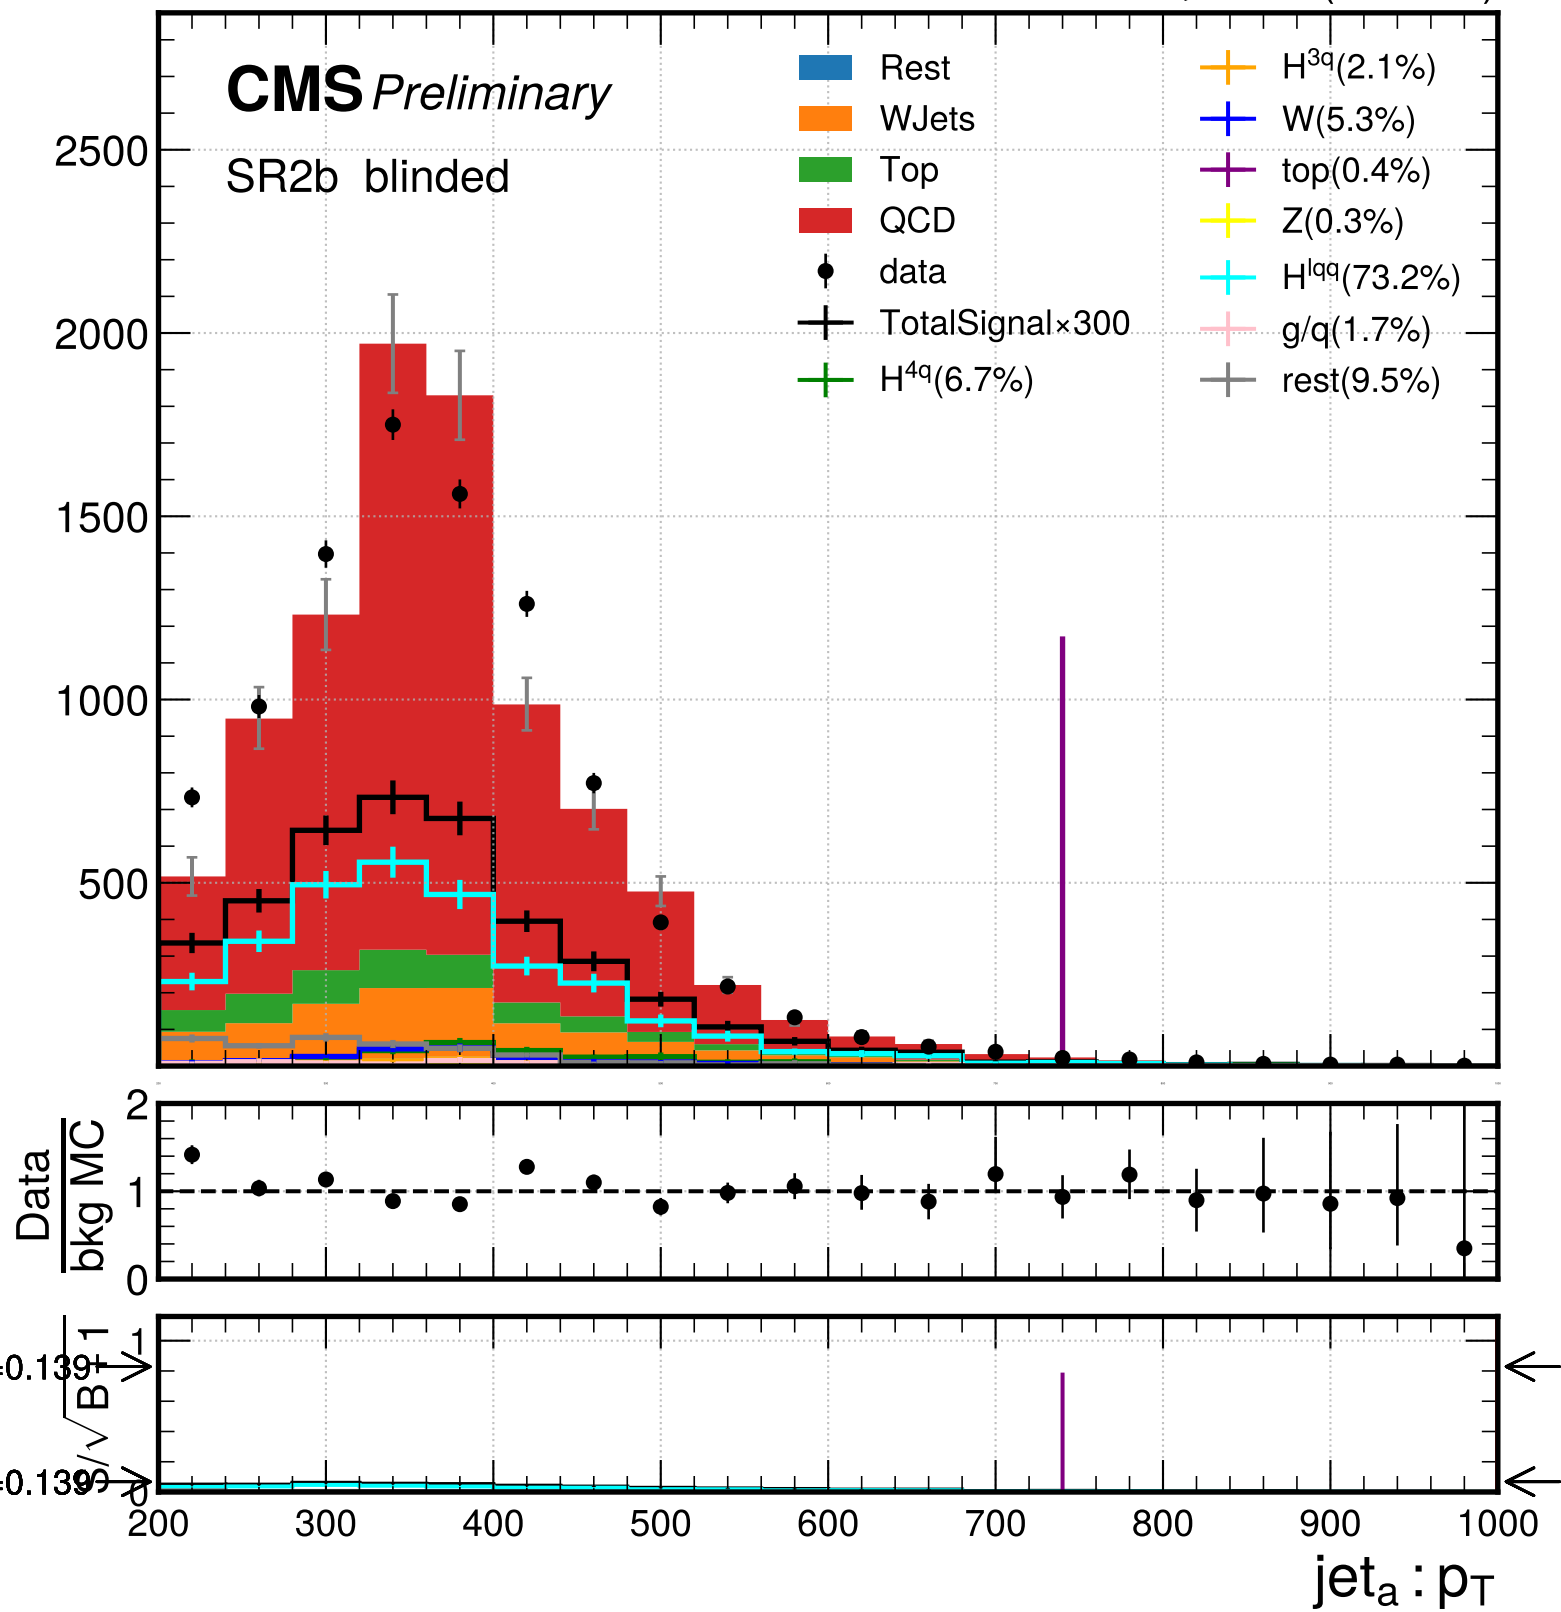 CMS Preliminary
SR2b blinded
Rest
WJets
Top
QCD
data
TotalSignal×300
H⁴q(6.7%)
H³q(2.1%)
W(5.3%)
top(0.4%)
Z(0.3%)
Hlqq(73.2%)
g/q(1.7%)
rest(9.5%)
2500
2000
1500
1000
500
Data
bkg MC
2
1
0
S/√B+1
1
0
=0.139
=0.139
200 300 400 500 600 700 800 900 1000
jeta : pT